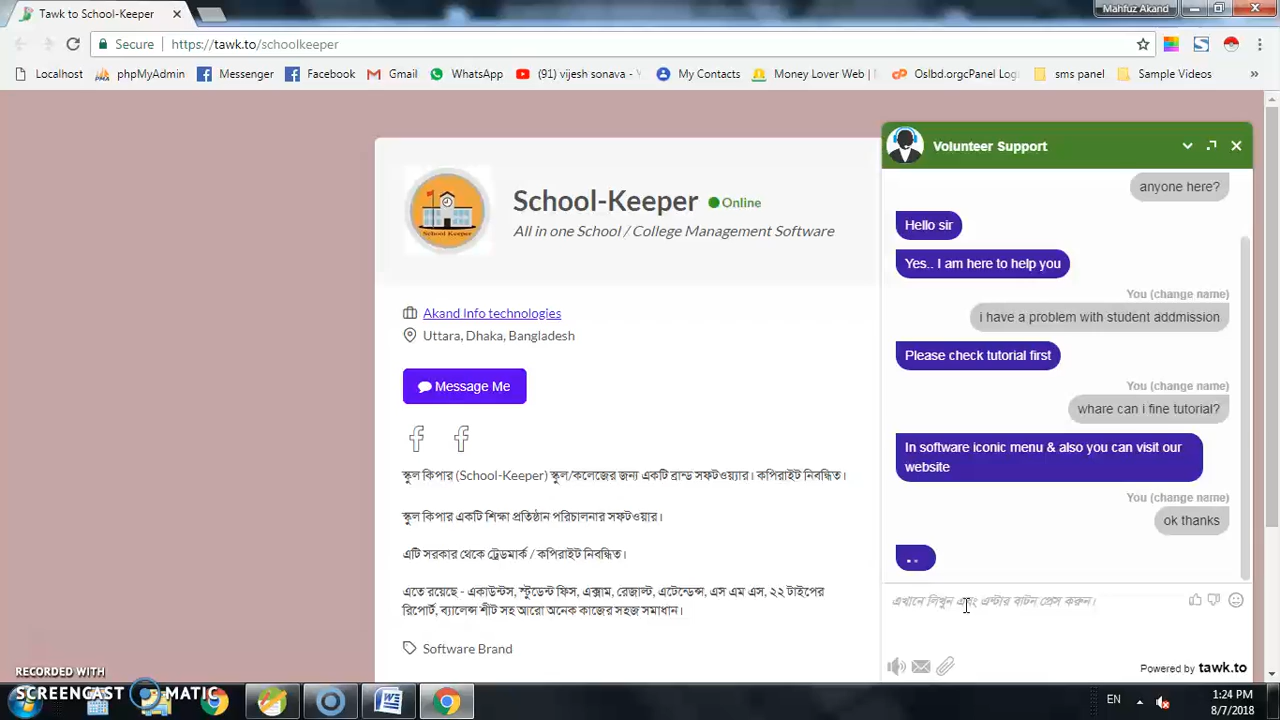 Tawk to School-Keeper
Mahfuz Akand
Secure
https://tawk.to/schoolkeeper
Localhost
phpMyAdmin
Messenger
Facebook
Gmail
WhatsApp
(91) vijesh sonava -
My Contacts
Money Lover Web |
Oslbd.orgcPanel Log
sms panel
Sample Videos
School-Keeper
Online
All in one School / College Management Software
Akand Info technologies
Uttara, Dhaka, Bangladesh
Message Me
স্কুল কিপার (School-Keeper) স্কুল/কলেজের জন্য একটি ব্রান্ড সফটওয়্যার। কপিরাইট নিবন্ধিত।
স্কুল কিপার একটি শিক্ষা প্রতিষ্ঠান পরিচালনার সফটওয়ার।
এটি সরকার থেকে ট্রেডমার্ক / কপিরাইট নিবন্ধিত।
এতে রয়েছে - একাউন্টস, স্টুডেন্ট ফিস, এক্সাম, রেজাল্ট, এটেন্ডেন্স, এস এম এস, ২২ টাইপের
রিপোর্ট, ব্যালেন্স শীট সহ আরো অনেক কাজের সহজ সমাধান।
Software Brand
Volunteer Support
anyone here?
Hello sir
Yes.. I am here to help you
You (change name)
i have a problem with student addmission
Please check tutorial first
You (change name)
whare can i fine tutorial?
In software iconic menu & also you can visit our
website
You (change name)
ok thanks
এখানে লিখুন এবং এন্টার বাটন প্রেস করুন।
Powered by tawk.to
RECORDED WITH
SCREENCAST MATIC
EN
1:24 PM
8/7/2018